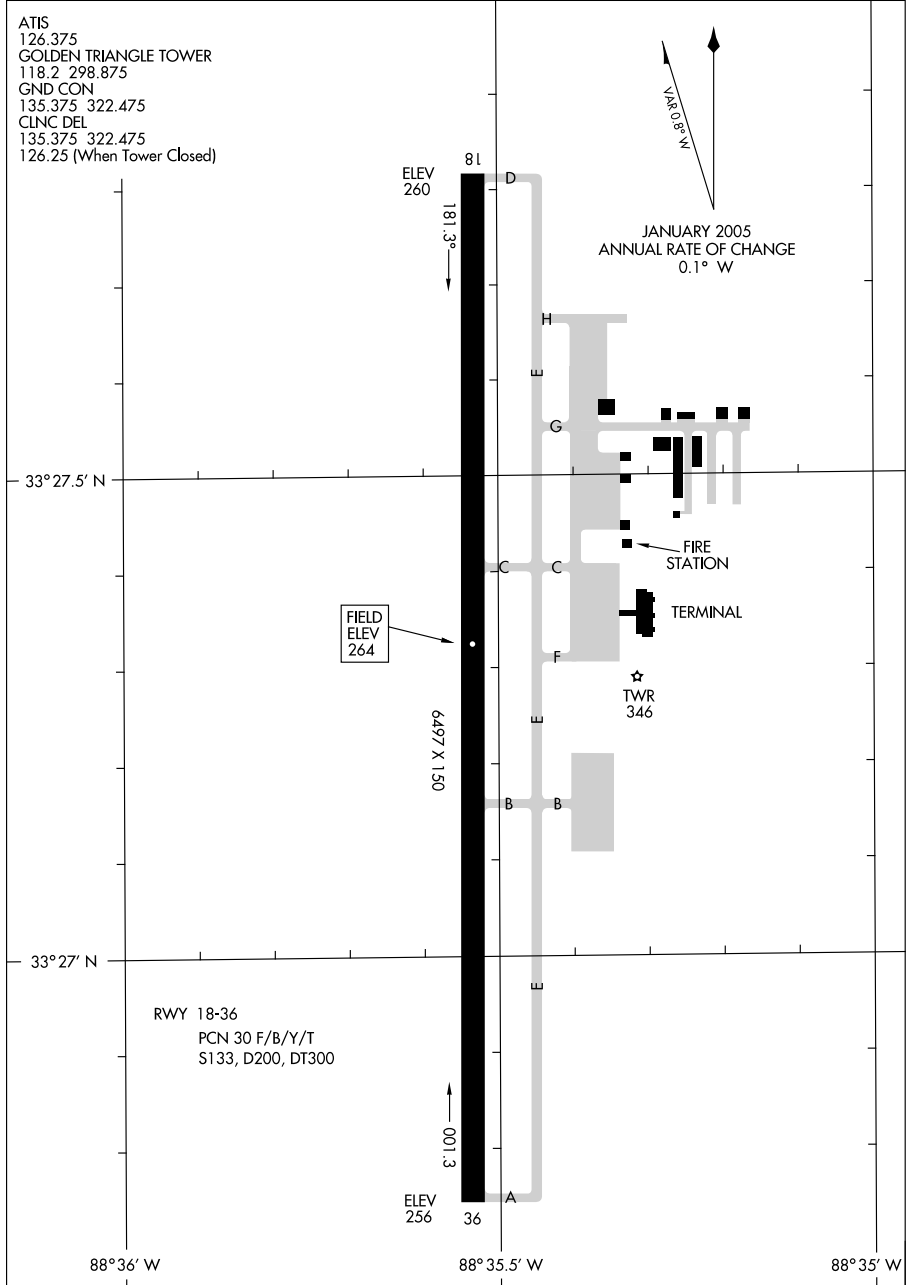 ATIS
126.375
GOLDEN TRIANGLE TOWER
118.2 298.875
GND CON
135.375 322.475
CLNC DEL
135.375 322.475
126.25 (When Tower Closed)
VAR 0.8° W
JANUARY 2005
ANNUAL RATE OF CHANGE
0.1° W
ELEV
260
18
D
181.3°
H
E
G
33°27.5' N
FIRE
STATION
C
C
TERMINAL
FIELD
ELEV
264
F
TWR
346
E
6497 X 150
B
B
33°27' N
E
RWY 18-36
PCN 30 F/B/Y/T
S133, D200, DT300
001.3
A
ELEV
256
36
88°36' W
88°35.5' W
88°35' W